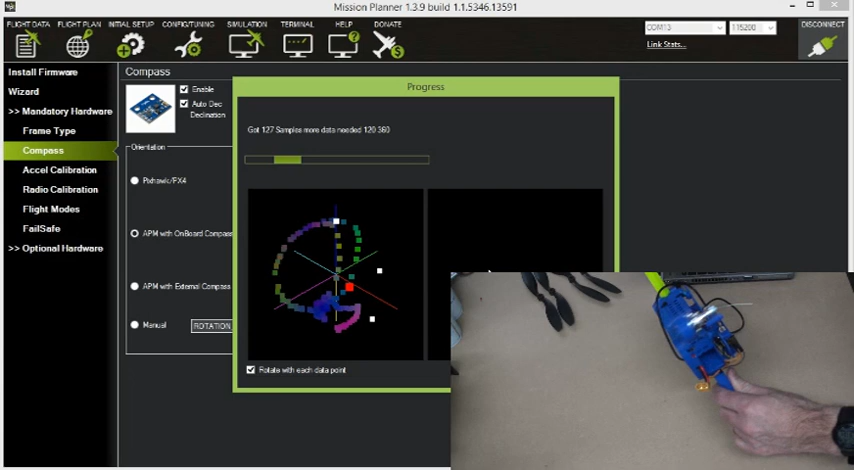 Mission Planner 1.3.9 build 1.1.5346.13591
FLIGHT DATA
FLIGHT PLAN
INITIAL SETUP
CONFIG/TUNING
SIMULATION
TERMINAL
HELP
DONATE
COM13
115200
Link Stats...
DISCONNECT
Install Firmware
Wizard
>> Mandatory Hardware
Frame Type
Compass
Accel Calibration
Radio Calibration
Flight Modes
FailSafe
>> Optional Hardware
Compass
Enable
Auto Dec
Declination
Orientation
Pixhawk/PX4
APM with OnBoard Compass
APM with External Compass
Manual
ROTATION
Progress
Got 127 Samples more data needed 120 360
Rotate with each data point